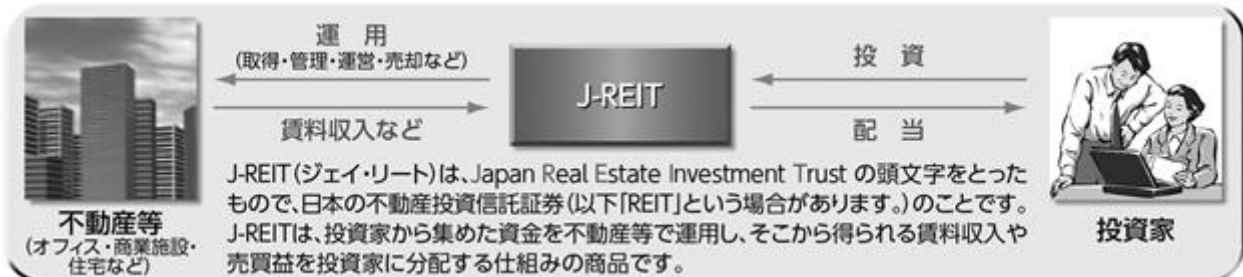 運 用
(取得・管理・運営・売却など)
賃料収入など
J-REIT
投 資
配 当
不動産等
(オフィス・商業施設・
住宅など)
J-REIT(ジェイ・リート)は、Japan Real Estate Investment Trust の頭文字をとった
もので、日本の不動産投資信託証券(以下「REIT」という場合があります。)のことです。
J-REITは、投資家から集めた資金を不動産等で運用し、そこから得られる賃料収入や
売買益を投資家に分配する仕組みの商品です。
投資家